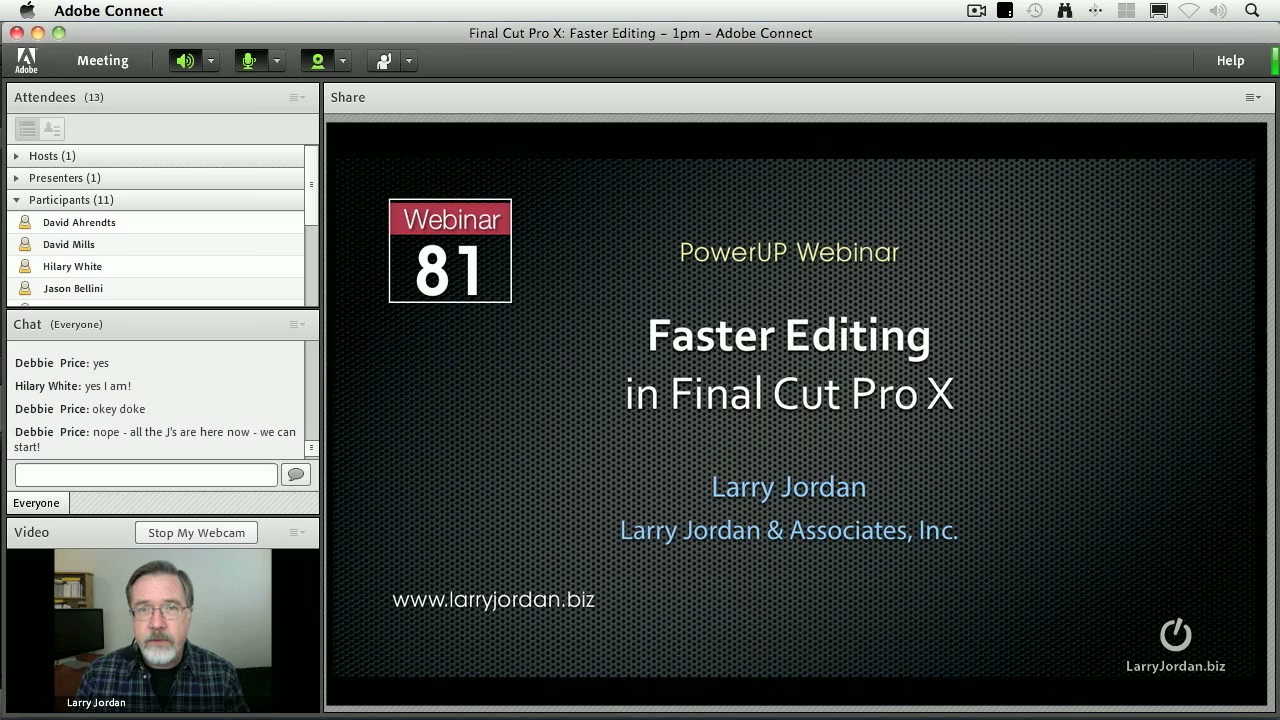 Adobe Connect
Final Cut Pro X: Faster Editing - 1pm - Adobe Connect
Adobe
Meeting
Help
Attendees (13)
Hosts (1)
Presenters (1)
Participants (11)
David Ahrendts
David Mills
Hilary White
Jason Bellini
Chat (Everyone)
Debbie Price: yes
Hilary White: yes I am!
Debbie Price: okey doke
Debbie Price: nope - all the J's are here now - we can
start!
Everyone
Video
Stop My Webcam
Larry Jordan
Share
Webinar
81
PowerUP Webinar
Faster Editing
in Final Cut Pro X
Larry Jordan
Larry Jordan & Associates, Inc.
www.larryjordan.biz
LarryJordan.biz